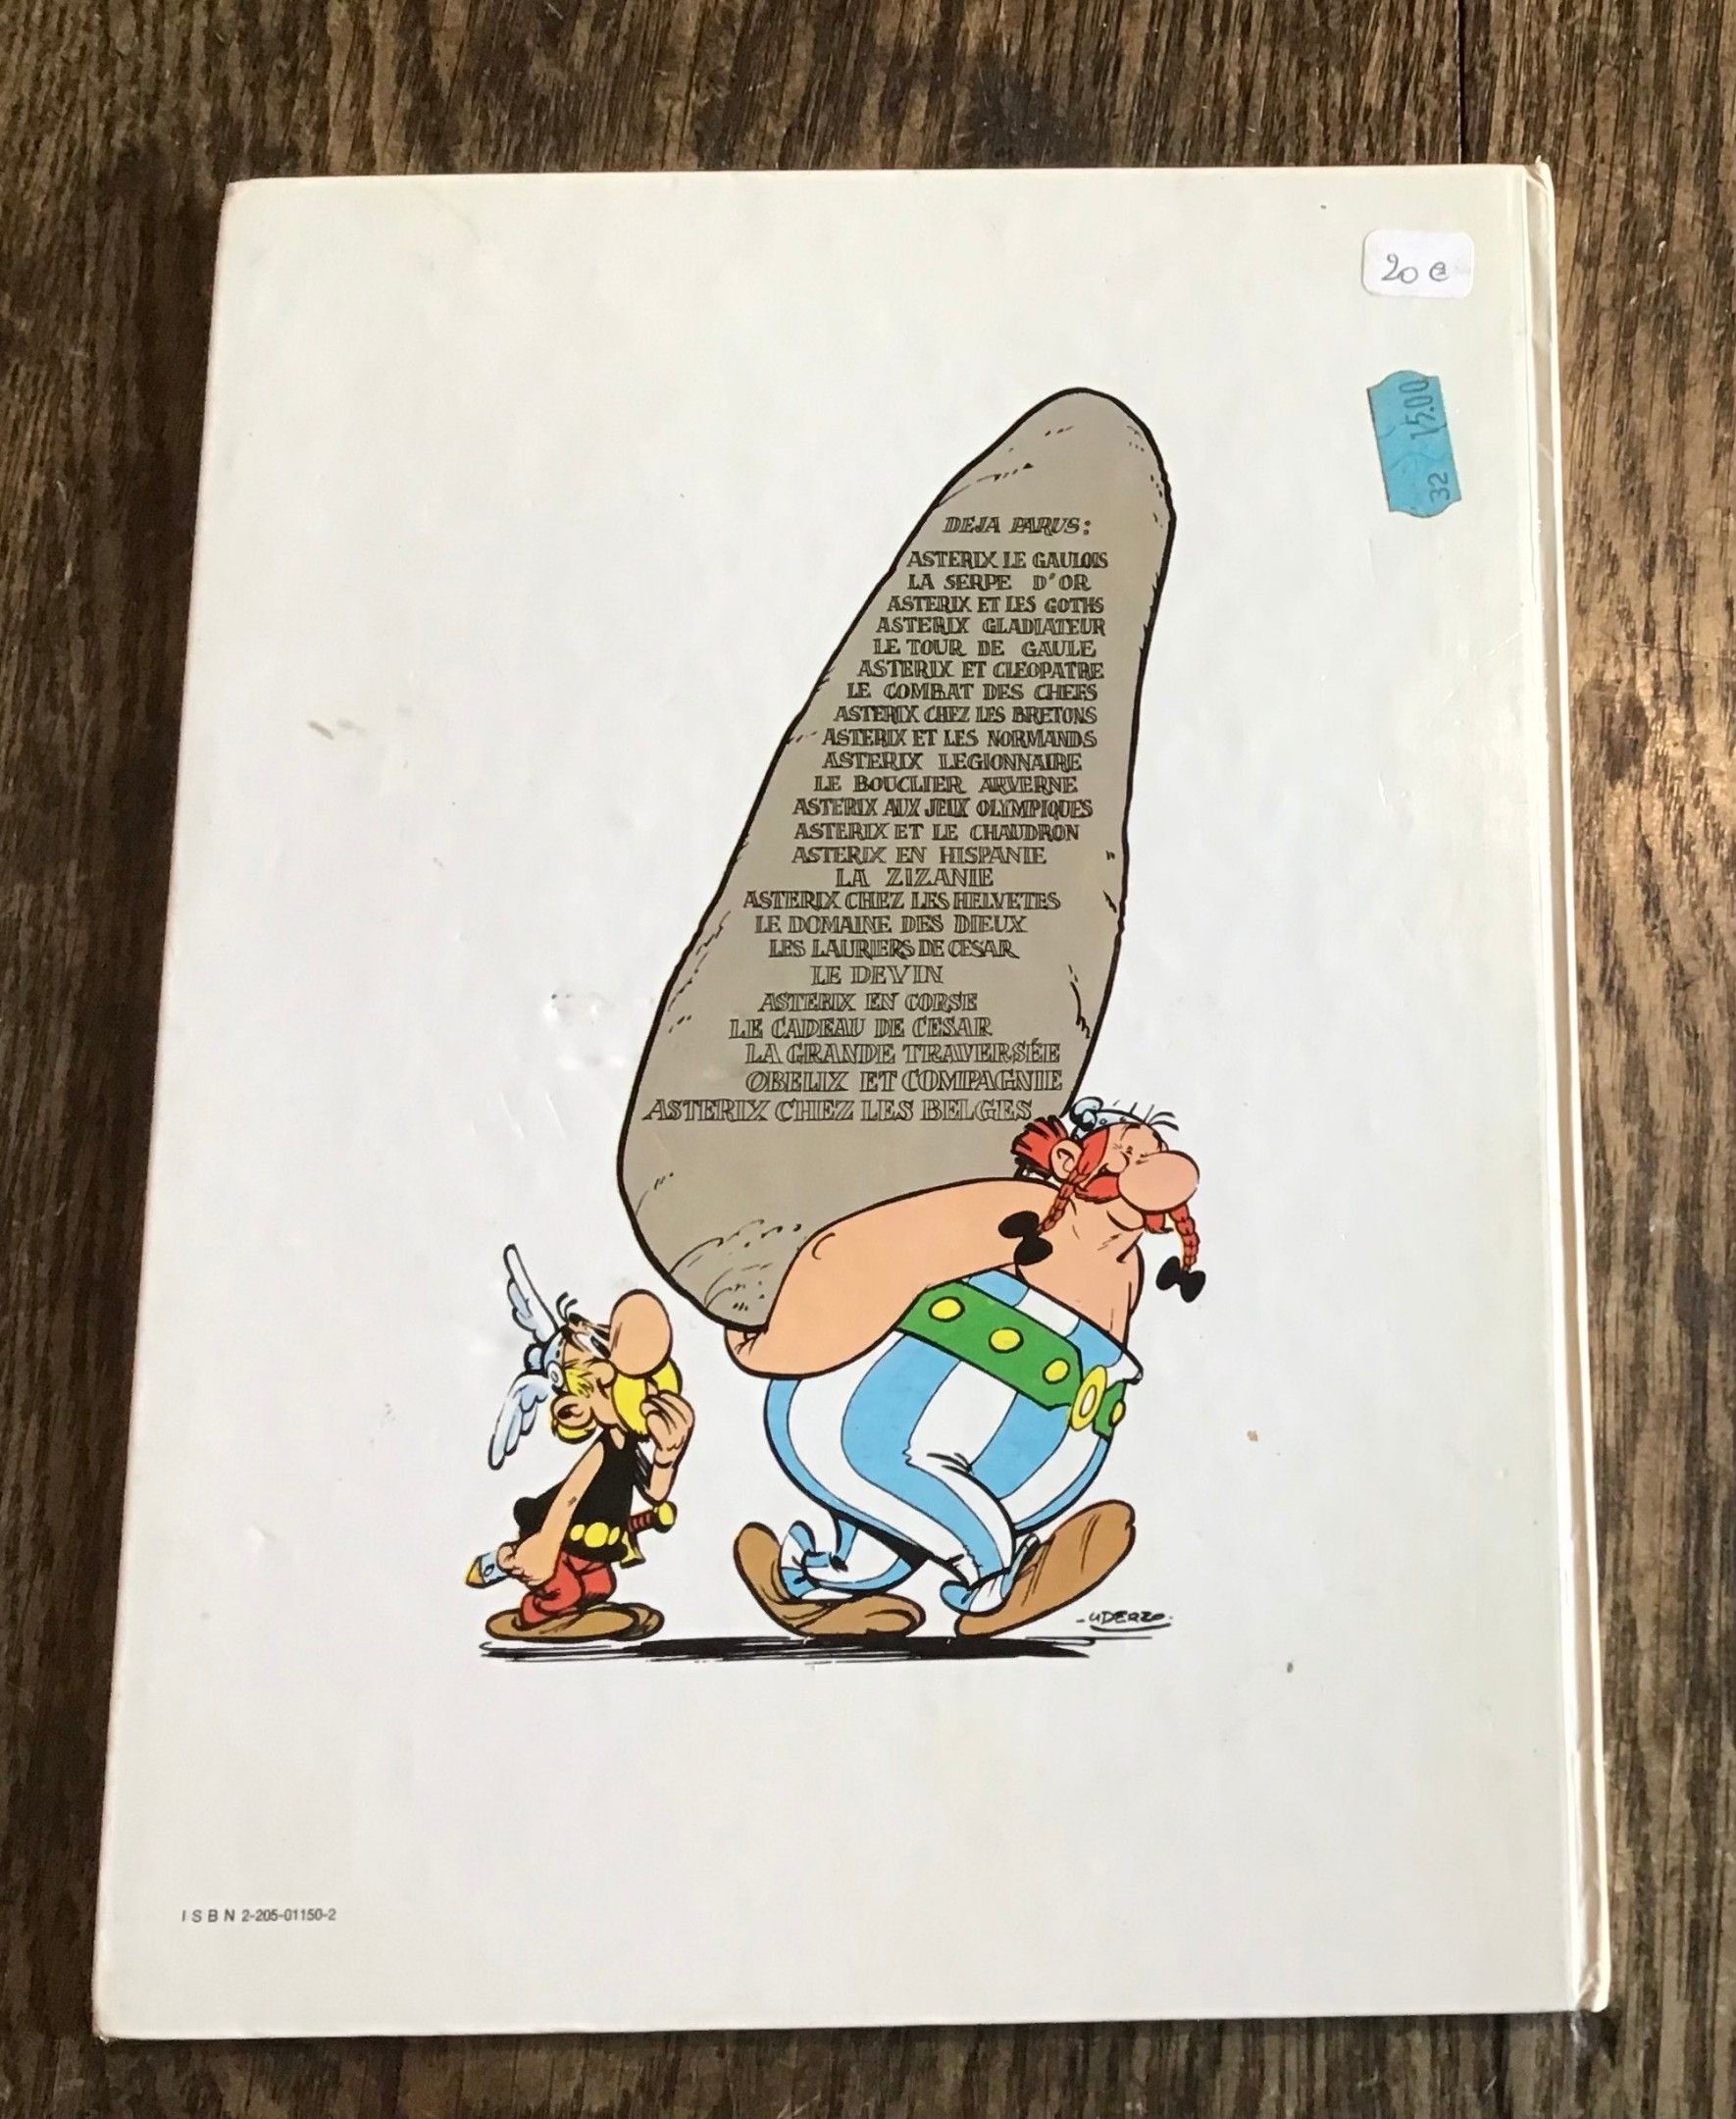 20 €
32 15.00
DEJA PARUS:
ASTERIX LE GAULOIS
LA SERPE D'OR
ASTERIX ET LES GOTHS
ASTERIX GLADIATEUR
LE TOUR DE GAULE
ASTERIX ET CLEOPATRE
LE COMBAT DES CHEFS
ASTERIX CHEZ LES BRETONS
ASTERIX ET LES NORMANDS
ASTERIX LEGIONNAIRE
LE BOUCLIER ARVERNE
ASTERIX AUX JEUX OLYMPIQUES
ASTERIX ET LE CHAUDRON
ASTERIX EN HISPANIE
LA ZIZANIE
ASTERIX CHEZ LES HELVETES
LE DOMAINE DES DIEUX
LES LAURIERS DE CESAR
LE DEVIN
ASTERIX EN CORSE
LE CADEAU DE CESAR
LA GRANDE TRAVERSÉE
OBELIX ET COMPAGNIE
ASTERIX CHEZ LES BELGES
-UDERZO-
ISBN 2-205-01150-2